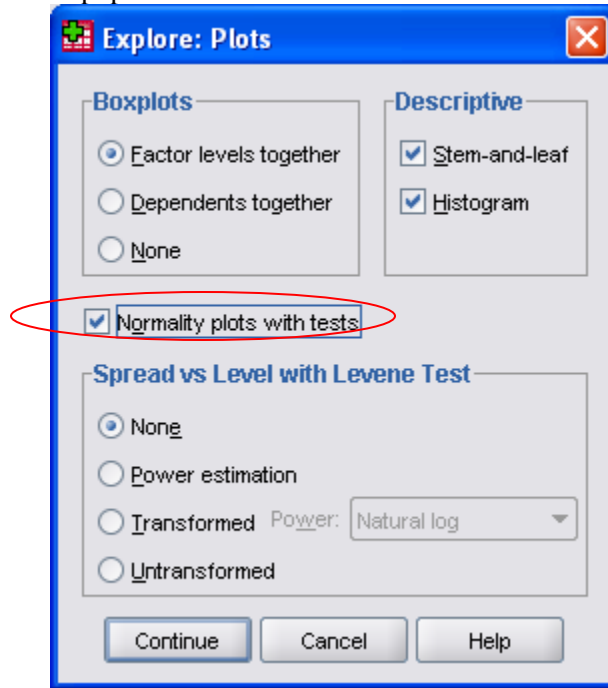 Explore: Plots
Boxplots
Factor levels together
Dependents together
None
Descriptive
Stem-and-leaf
Histogram
Normality plots with tests
Spread vs Level with Levene Test
None
Power estimation
Transformed Power: Natural log
Untransformed
Continue Cancel Help